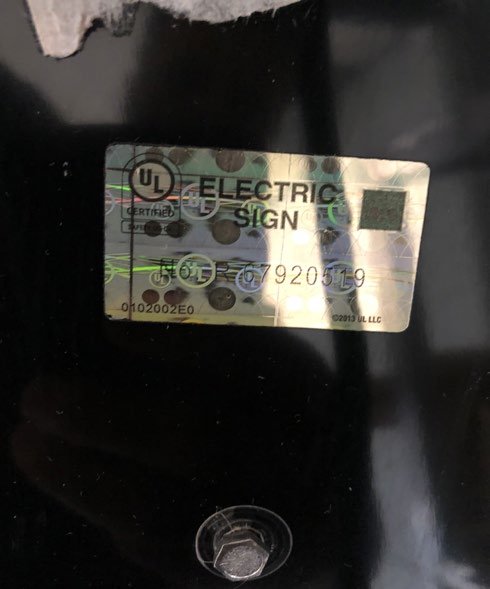 UL
CERTIFIED
ELECTRIC
SIGN
No. P-67920519
0102002E0
©2013 UL LLC